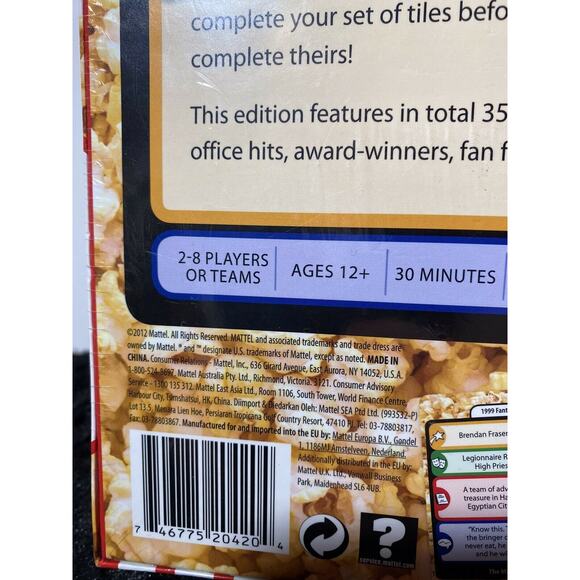 complete your set of tiles befo
complete theirs!
This edition features in total 35
office hits, award-winners, fan f
2-8 PLAYERS
OR TEAMS
AGES 12+
30 MINUTES
©2012 Mattel. All Rights Reserved. MATTEL and associated trademarks and trade dress are
owned by Mattel. ® and ™ designate U.S. trademarks of Mattel, except as noted. MADE IN
CHINA. Consumer Relations - Mattel, Inc., 636 Girard Avenue, East Aurora, NY 14052, U.S.A.
1-800-524-8697. Mattel Australia Pty. Ltd., Richmond, Victoria. 3121. Consumer Advisory
Service - 1300 135 312. Mattel East Asia Ltd., Room 1106, South Tower, World Finance Centre,
Harbour City, Tsimshatsui, HK, China. Diimport & Diedarkan Oleh: Mattel SEA Ptd Ltd. (993532-P)
Lot 13.5, Menara Lien Hoe, Persiaran Tropicana Golf Country Resort, 47410 PJ. Tel: 03-78803817,
Fax: 03-78803867. Manufactured for and imported into the EU by: Mattel Europa B.V., Gondel
1, 1186MJ Amstelveen, Nederland.
Additionally distributed in the EU by:
Mattel U.K. Ltd., Vanwall Business
Park, Maidenhead SL6 4UB.
7 46775 20420 4
?
service.mattel.com
1999 Fant
Brendan Fraser
Legionnaire R
High Pries
A team of adv
treasure in Ha
Egyptian Cit
"Know this.
the bringer o
never eat, he